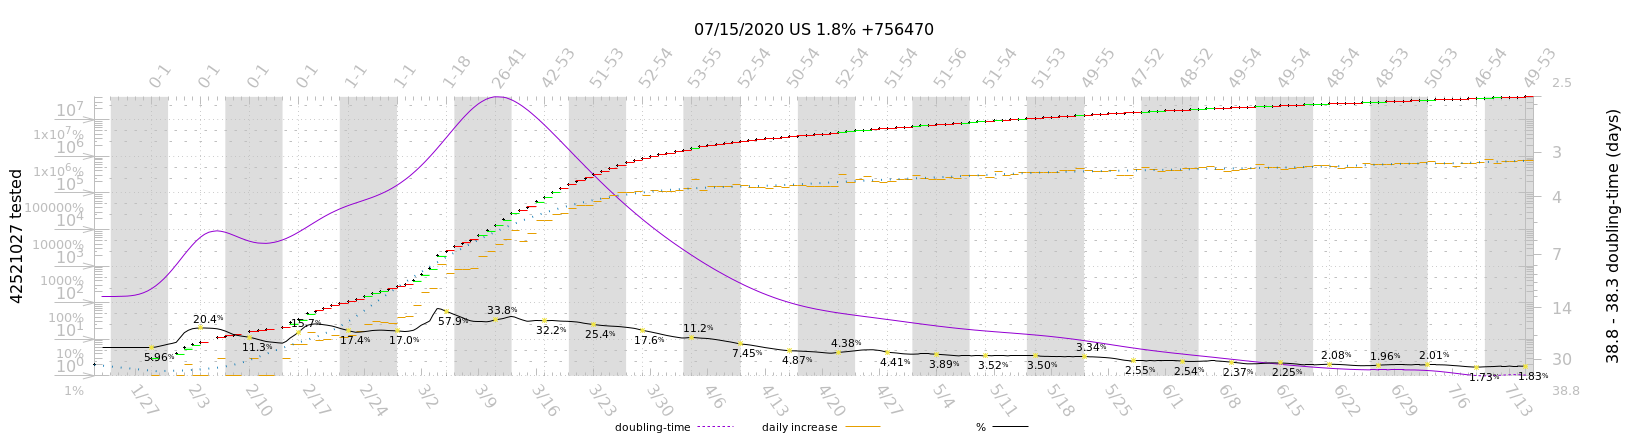 07/15/2020 US 1.8% +756470
0-1 0-1 0-1 0-1 1-1 1-1 1-18 26-41 42-53 51-53 52-54 53-55 52-54 50-54 52-54 51-54 51-56 51-54 51-53 49-55 47-52 48-52 49-54 49-54 48-54 48-53 50-53 46-54 49-53
42521027 tested
10⁷
1x10⁷%
10⁶
1x10⁶%
10⁵
100000%
10⁴
10000%
10³
1000%
10²
100%
10¹
10%
10⁰
1%
2.5
3
4
7
14
30
38.8
38.8 - 38.3 doubling-time (days)
5.96% 20.4% 11.3% 15.7% 17.4% 17.0% 57.9% 33.8% 32.2% 25.4% 17.6% 11.2% 7.45% 4.87% 4.38% 4.41% 3.89% 3.52% 3.50% 3.34% 2.55% 2.54% 2.37% 2.25% 2.08% 1.96% 2.01% 1.73% 1.83%
1/27 2/3 2/10 2/17 2/24 3/2 3/9 3/16 3/23 3/30 4/6 4/13 4/20 4/27 5/4 5/11 5/18 5/25 6/1 6/8 6/15 6/22 6/29 7/6 7/13
doubling-time daily increase %